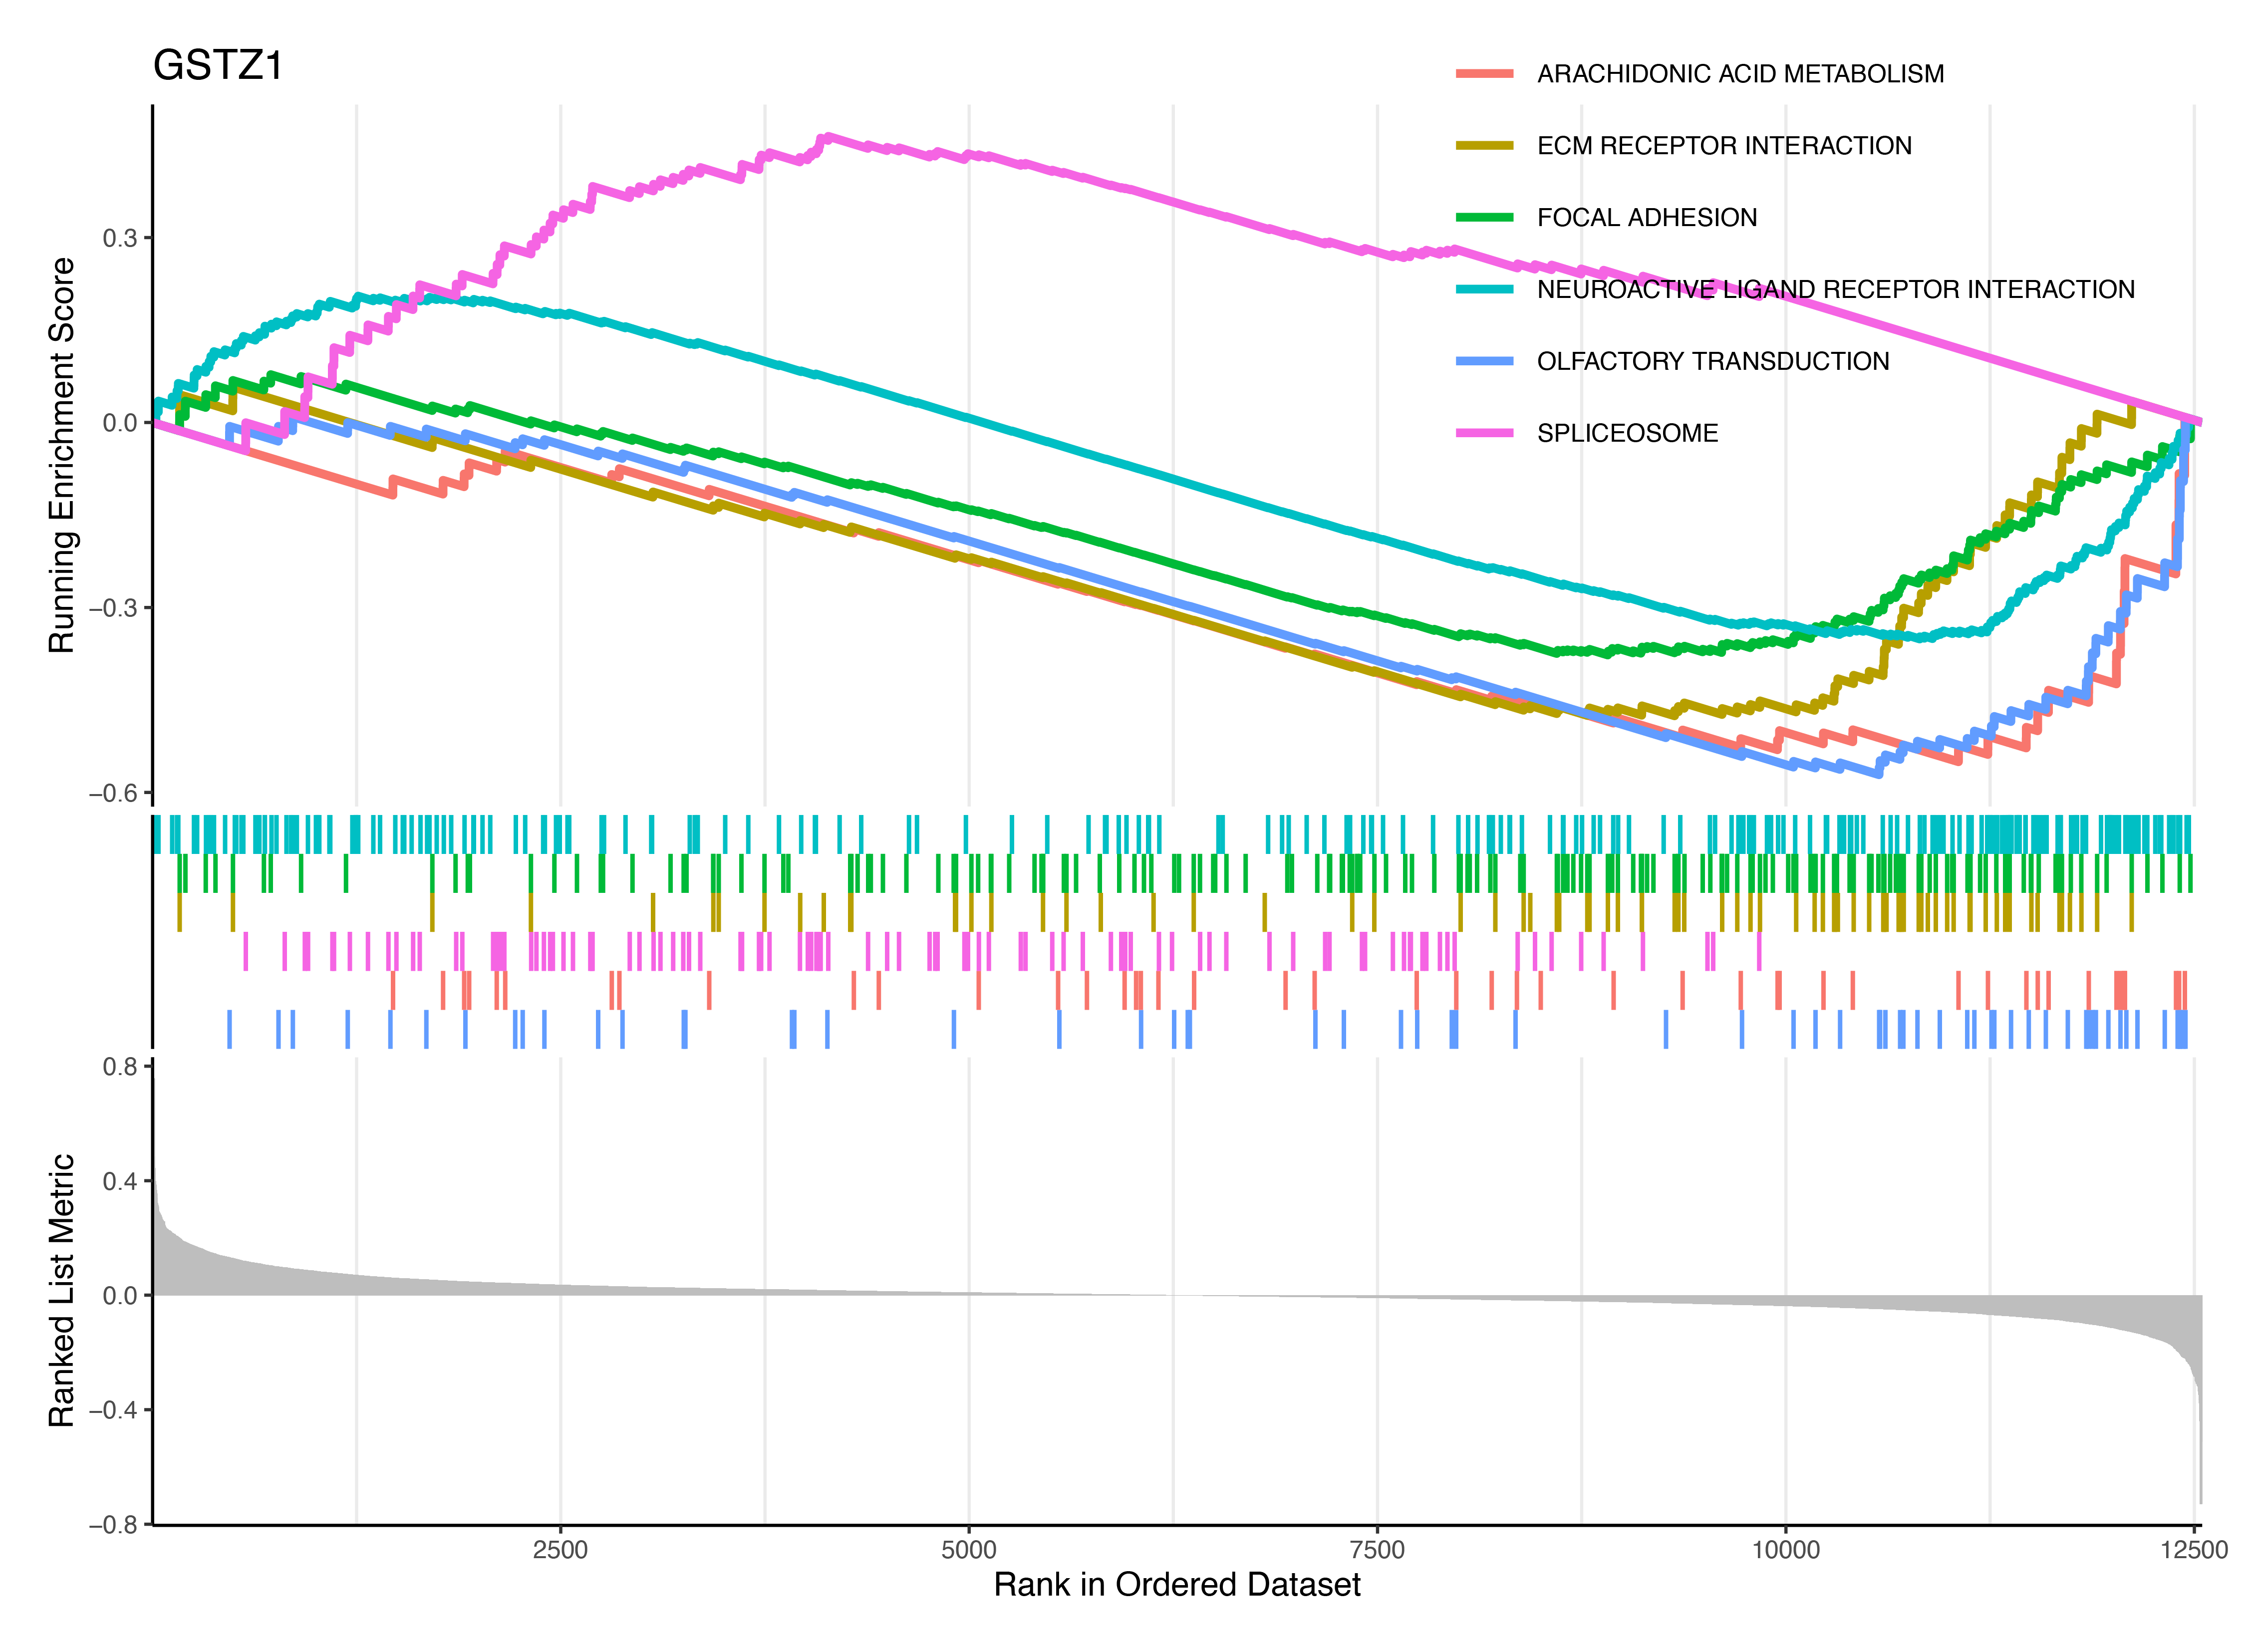 GSTZ1
ARACHIDONIC ACID METABOLISM
ECM RECEPTOR INTERACTION
FOCAL ADHESION
NEUROACTIVE LIGAND RECEPTOR INTERACTION
OLFACTORY TRANSDUCTION
SPLICEOSOME
Running Enrichment Score
0.3
0.0
−0.3
−0.6
Ranked List Metric
0.8
0.4
0.0
−0.4
−0.8
2500 5000 7500 10000 12500
Rank in Ordered Dataset